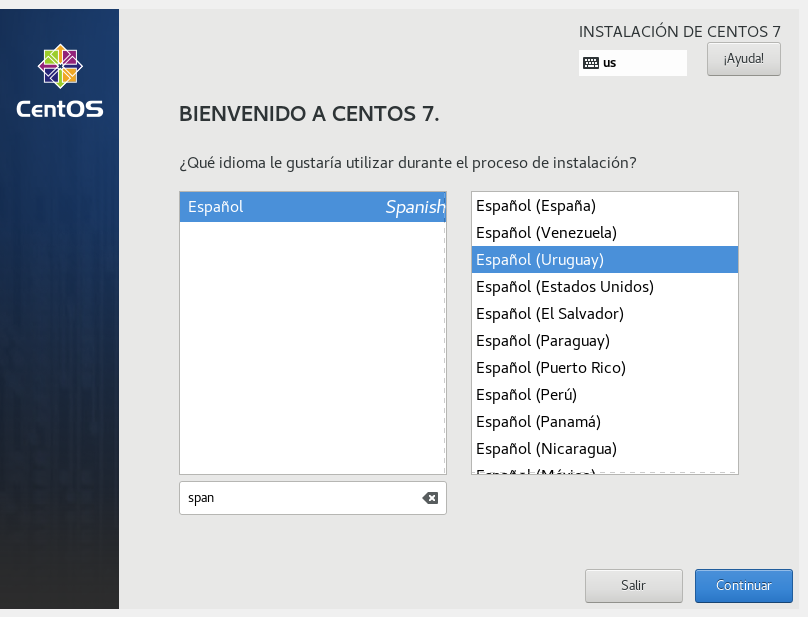 INSTALACIÓN DE CENTOS 7
us
¡Ayuda!
CentOS
BIENVENIDO A CENTOS 7.
¿Qué idioma le gustaría utilizar durante el proceso de instalación?
Español Spanish
Español (España)
Español (Venezuela)
Español (Uruguay)
Español (Estados Unidos)
Español (El Salvador)
Español (Paraguay)
Español (Puerto Rico)
Español (Perú)
Español (Panamá)
Español (Nicaragua)
Español (México)
span
Salir
Continuar